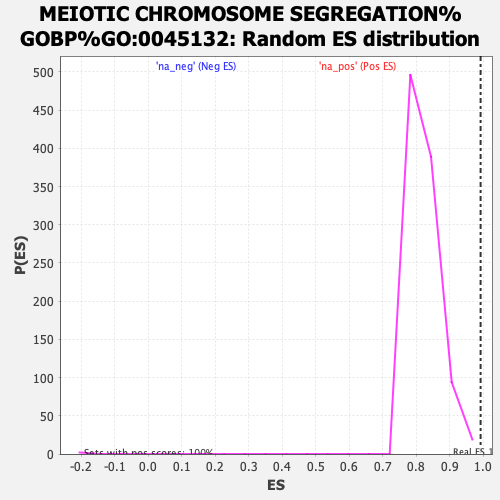 MEIOTIC CHROMOSOME SEGREGATION%
GOBP%GO:0045132: Random ES distribution
'na_neg' (Neg ES) 'na_pos' (Pos ES)
500
450
400
350
300
250
200
150
100
50
0
P(ES)
Sets with pos scores: 100%
Real ES 1
-0.2 -0.1 0.0 0.1 0.2 0.3 0.4 0.5 0.6 0.7 0.8 0.9 1.0
ES